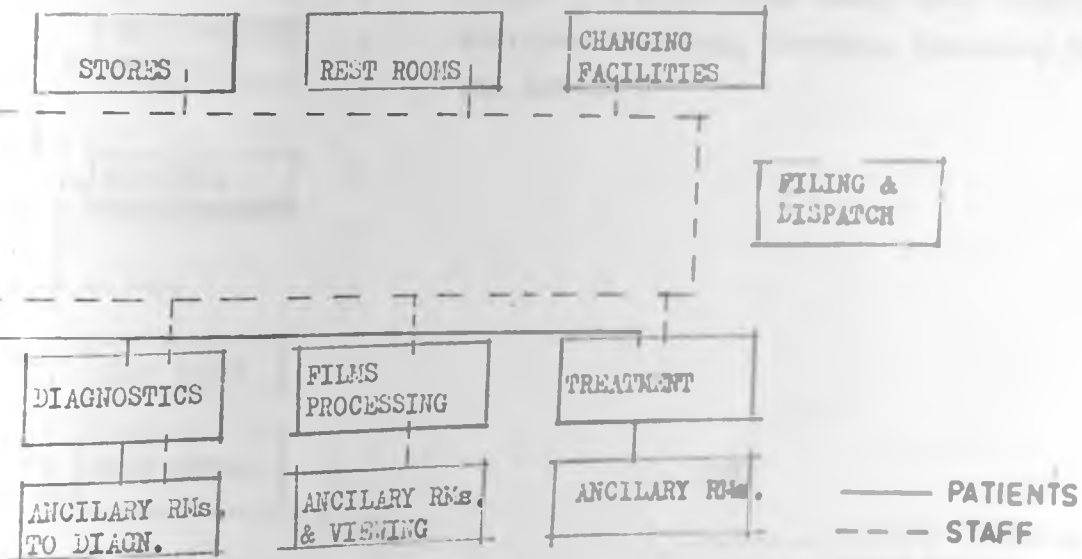 STORES
REST ROOMS
CHANGING
FACILITIES
FILING &
DISPATCH
DIAGNOSTICS
FILMS
PROCESSING
TREATMENT
ANCILARY RMs.
TO DIAGN.
ANCILARY RMs.
& VIEWING
ANCILARY RMs.
PATIENTS
STAFF